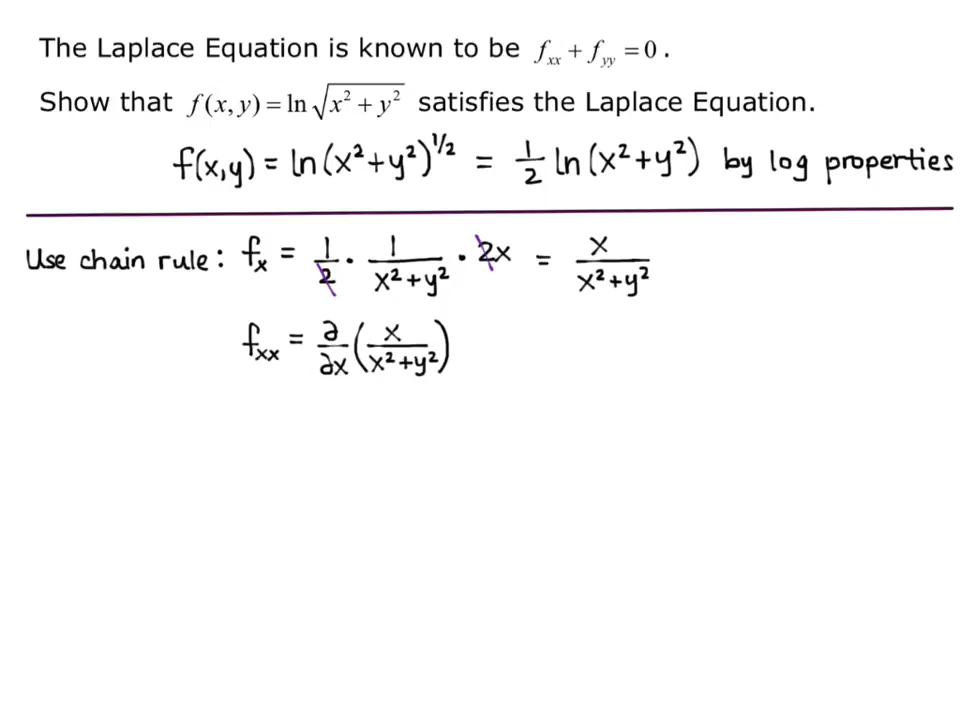 The Laplace Equation is known to be f_xx + f_yy = 0 .
Show that f(x, y) = ln √(x² + y²) satisfies the Laplace Equation.
f(x,y) = ln(x²+y²)^1/2 = 1/2 ln(x²+y²) by log properties
Use chain rule: f_x = 1/2 · 1/(x²+y²) · 2x = x/(x²+y²)
f_xx = ∂/∂x (x/(x²+y²))